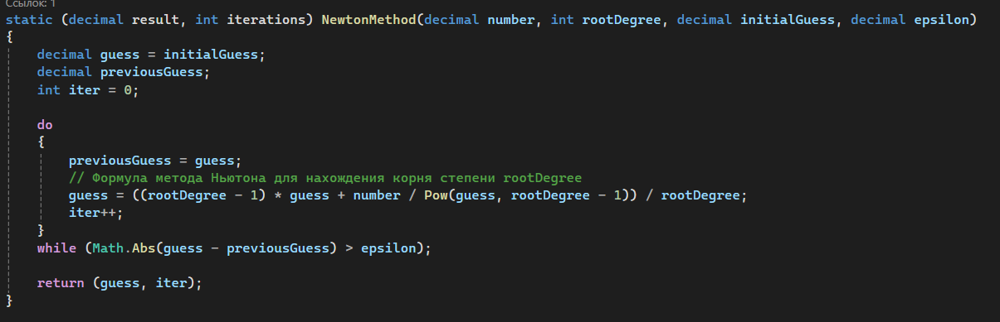 Ссылок: 1
static (decimal result, int iterations) NewtonMethod(decimal number, int rootDegree, decimal initialGuess, decimal epsilon)
{
    decimal guess = initialGuess;
    decimal previousGuess;
    int iter = 0;

    do
    {
        previousGuess = guess;
        // Формула метода Ньютона для нахождения корня степени rootDegree
        guess = ((rootDegree - 1) * guess + number / Pow(guess, rootDegree - 1)) / rootDegree;
        iter++;
    }
    while (Math.Abs(guess - previousGuess) > epsilon);

    return (guess, iter);
}